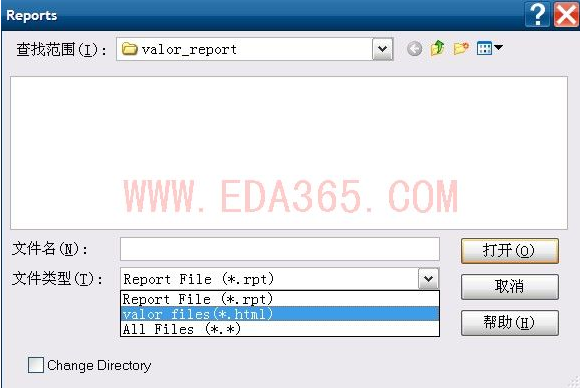 Reports
查找范围(I): valor_report
WWW.EDA365.COM
文件名(N):
打开(O)
文件类型(T): Report File (*.rpt)
取消
Report File (*.rpt)
valor files(*.html)
All Files (*.*)
帮助(H)
Change Directory